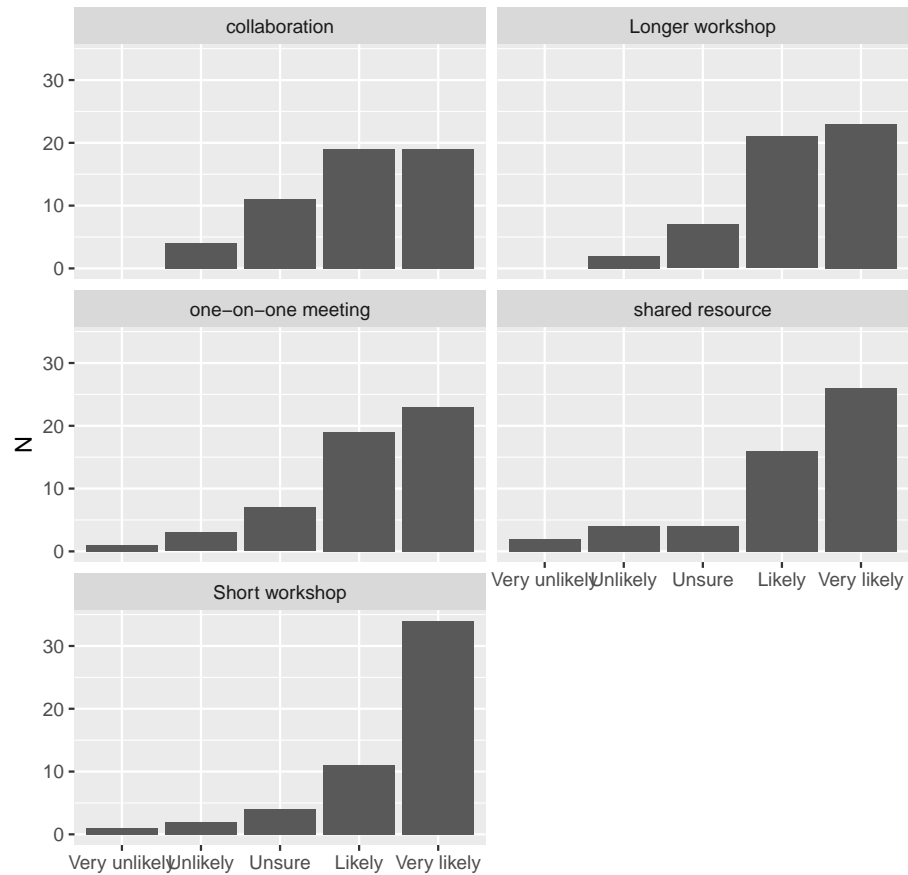 collaboration
Longer workshop
30
20
10
0
one−on−one meeting
shared resource
30
20
10
0
N
Very unlikely Unlikely Unsure Likely Very likely
Short workshop
30
20
10
0
Very unlikely Unlikely Unsure Likely Very likely